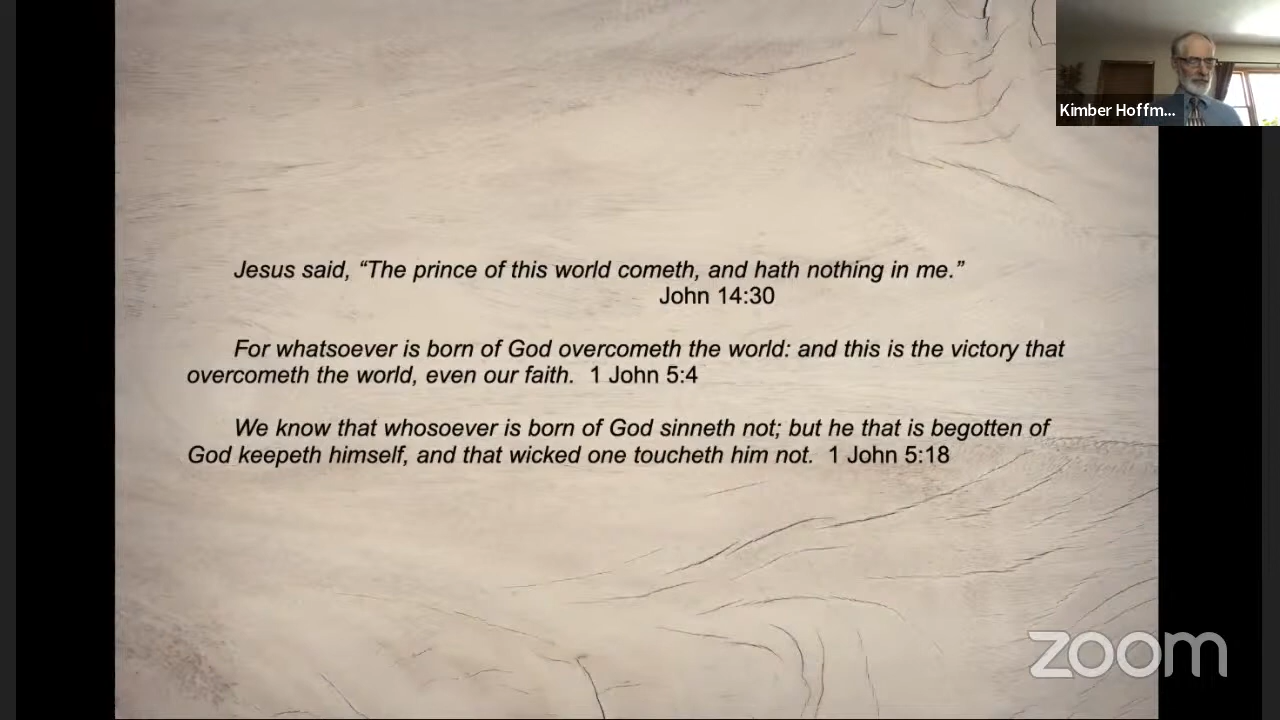 Kimber Hoffm...
Jesus said, “The prince of this world cometh, and hath nothing in me.”
John 14:30
For whatsoever is born of God overcometh the world: and this is the victory that
overcometh the world, even our faith.  1 John 5:4
We know that whosoever is born of God sinneth not; but he that is begotten of
God keepeth himself, and that wicked one toucheth him not.  1 John 5:18
zoom